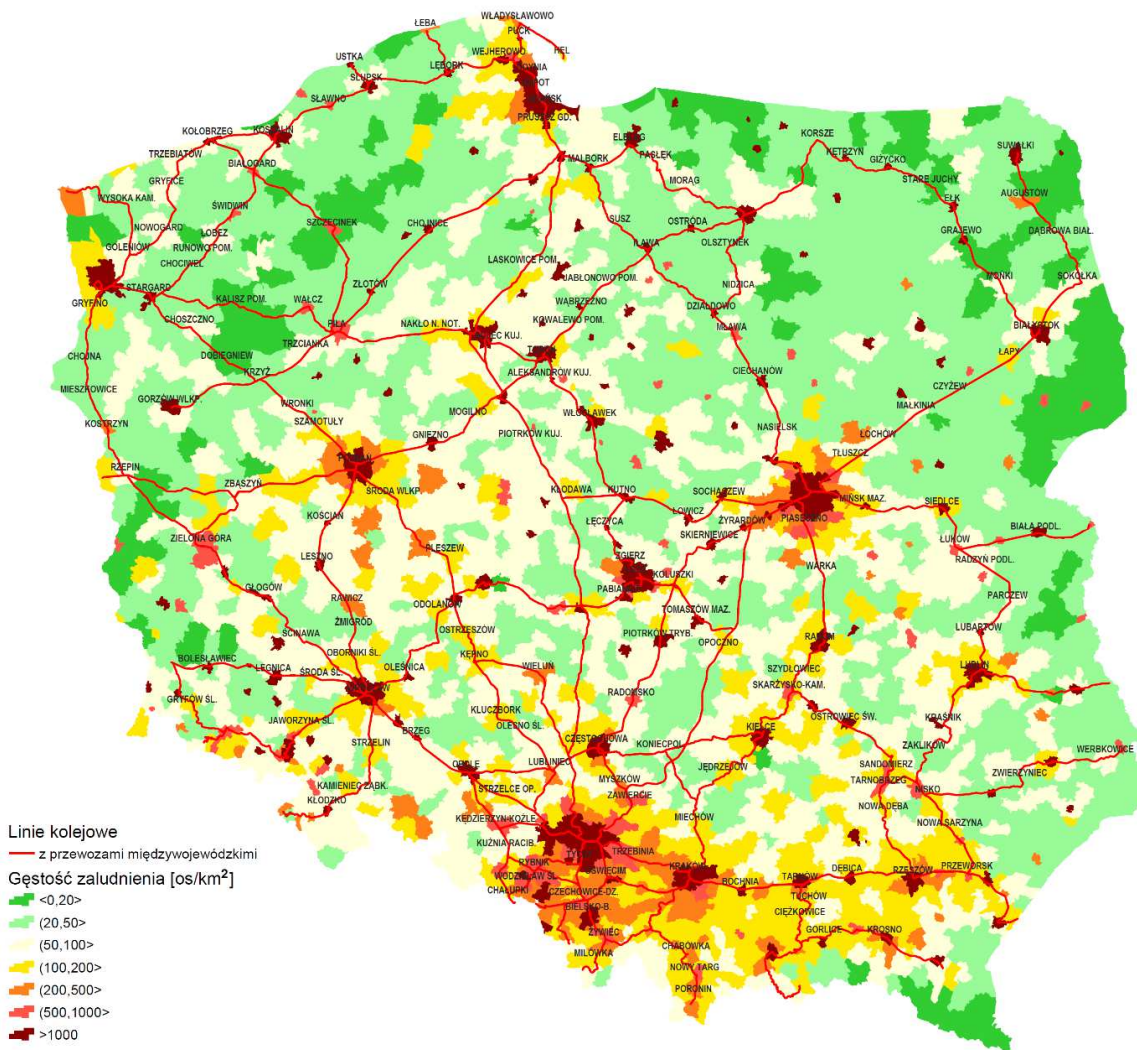 WŁADYSŁAWOWO
ŁEBA
PUCK
HEL
WEJHEROWO
USTKA
LĘBORK
SŁUPSK
SŁAWNO
PRUSZCZ GD.
KOSZALIN
KOŁOBRZEG
ELBLĄG
KORSZE
MALBORK
PASŁĘK
KĘTRZYN
SUWAŁKI
TRZEBIATÓW
BIAŁOGARD
GIŻYCKO
GRYFICE
MORĄG
STARE JUCHY
AUGUSTÓW
WYSOKA KAM.
ŚWIDWIN
EŁK
NOWOGARD
ŁOBEZ
SZCZECINEK
CHOJNICE
SUSZ
OSTRÓDA
GRAJEWO
DĄBROWA BIAŁ.
GOLENIÓW
RUNOWO POM.
IŁAWA
OLSZTYNEK
CHOCIWEL
LASKOWICE POM.
JABŁONOWO POM.
MOŃKI
SOKÓŁKA
STARGARD
ZŁOTÓW
NIDZICA
GRYFINO
KALISZ POM.
WAŁCZ
WĄBRZEŹNO
DZIAŁDOWO
CHOSZCZNO
PIŁA
NAKŁO N. NOT.
KOWALEWO POM.
MŁAWA
BIAŁYSTOK
TRZCIANKA
ŁAPY
CHOJNA
DOBIEGNIEW
KRZYŻ
ALEKSANDRÓW KUJ.
CIECHANÓW
CZYŻEW
MIESZKOWICE
GORZÓW WLKP.
WRONKI
MOGILNO
WŁOCŁAWEK
MAŁKINIA
KOSTRZYN
SZAMOTUŁY
GNIEZNO
PIOTRKÓW KUJ.
NASIELSK
ŁOCHÓW
TŁUSZCZ
RZEPIN
ZBĄSZYŃ
KŁODAWA
KUTNO
SOCHACZEW
MIŃSK MAZ.
SIEDLCE
ŚRODA WLKP.
ŁOWICZ
PIASECZNO
KOŚCIAN
ŁĘCZYCA
ŻYRARDÓW
BIAŁA PODL.
ZIELONA GÓRA
SKIERNIEWICE
ŁUKÓW
LESZNO
PLESZEW
ZGIERZ
RADZYŃ PODL.
KOLUSZKI
WARKA
GŁOGÓW
PABIANICE
RAWICZ
ODOLANÓW
TOMASZÓW MAZ.
PARCZEW
ŻMIGRÓD
ŚCINAWA
OSTRZESZÓW
PIOTRKÓW TRYB.
OPOCZNO
RADOM
LUBARTÓW
OBORNIKI ŚL.
KĘPNO
BOLESŁAWIEC
LEGNICA
ŚRODA ŚL.
OLEŚNICA
WIELUŃ
SZYDŁOWIEC
LUBLIN
GRYFÓW ŚL.
RADOMSKO
SKARŻYSKO-KAM.
KLUCZBORK
JAWORZYNA ŚL.
OLESNO ŚL.
OSTROWIEC ŚW.
KRAŚNIK
BRZEG
CZĘSTOCHOWA
KONIECPOL
KIELCE
STRZELIN
ZAKLIKÓW
WERBKOWICE
OPOLE
LUBLINIEC
JĘDRZEJÓW
SANDOMIERZ
ZWIERZYNIEC
KAMIENIEC ZĄBK.
MYSZKÓW
TARNOBRZEG
STRZELCE OP.
ZAWIERCIE
NISKO
KŁODZKO
NOWA DĘBA
KĘDZIERZYN-KOŹLE
MIECHÓW
NOWA SARZYNA
KUŹNIA RACIB.
TRZEBINIA
RYBNIK
TYCHY
KRAKÓW
DĘBICA
RZESZÓW
PRZEWORSK
WODZISŁAW ŚL.
OŚWIĘCIM
BOCHNIA
TARNÓW
CHAŁUPKI
CZECHOWICE-DZ.
TUCHÓW
BIELSKO-B.
CIĘŻKOWICE
ŻYWIEC
GORLICE
KROSNO
MILÓWKA
CHABÓWKA
NOWY TARG
PORONIN
Linie kolejowe
z przewozami międzywojewódzkimi
Gęstość zaludnienia [os/km²]
<0,20>
(20,50>
(50,100>
(100,200>
(200,500>
(500,1000>
>1000